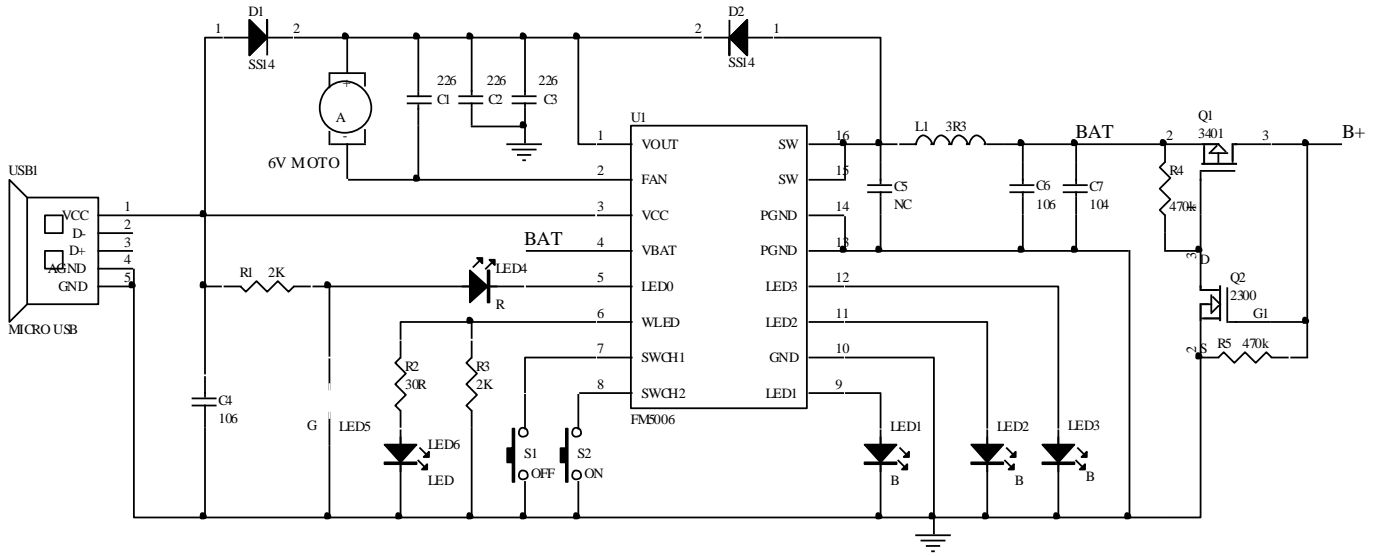 D1
1 2
SS14
D2
2 1
SS14
+
A
-
6V MOTO
226
C1
226
C2
226
C3
U1
FM5006
1 VOUT
2 FAN
3 VCC
4 VBAT
5 LED0
6 WLED
7 SWCH1
8 SWCH2
SW 16
SW 15
PGND 14
PGND 13
LED3 12
LED2 11
GND 10
LED1 9
USB1
VCC 1
D- 2
D+ 3
AGND 4
GND 5
MICRO USB
BAT
R1 2K
LED4
R
C4
106
G LED5
R2
30R
R3
2K
LED6
LED
S1
OFF
S2
ON
C5
NC
L1 3R3
C6
106
C7
104
BAT
R4
470k
Q1
3401
2 3
B+
3
D
Q2
2300
G1
2
S
R5 470k
LED1
B
LED2
B
LED3
B